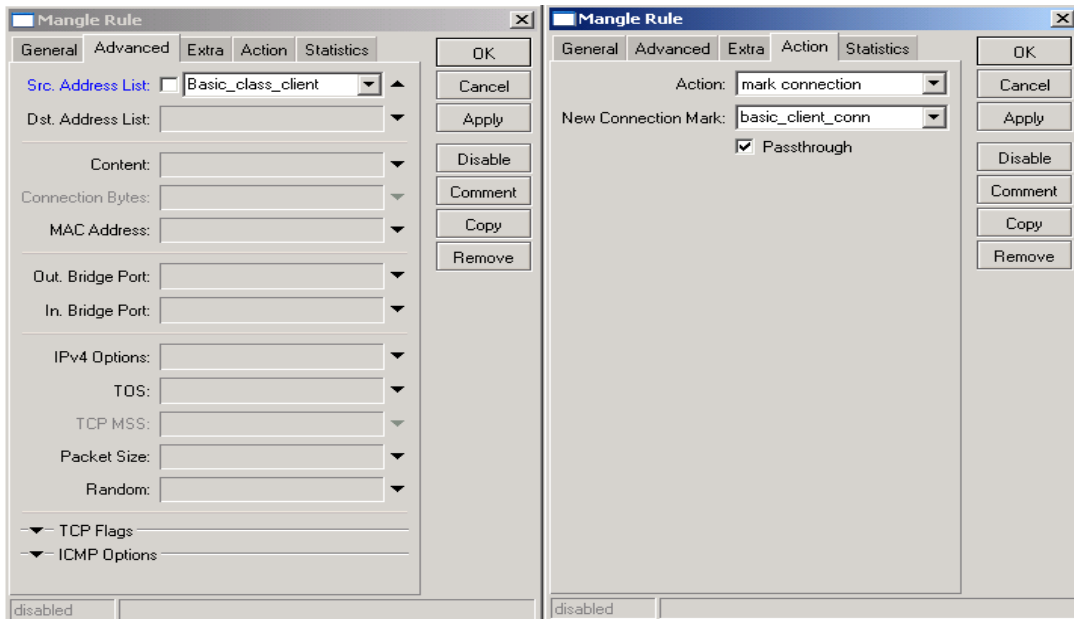 Mangle Rule
General Advanced Extra Action Statistics
Src. Address List: Basic_class_client
Dst. Address List:
Content:
Connection Bytes:
MAC Address:
Out. Bridge Port:
In. Bridge Port:
IPv4 Options:
TOS:
TCP MSS:
Packet Size:
Random:
TCP Flags
ICMP Options
OK
Cancel
Apply
Disable
Comment
Copy
Remove
disabled
Mangle Rule
General Advanced Extra Action Statistics
Action: mark connection
New Connection Mark: basic_client_conn
Passthrough
OK
Cancel
Apply
Disable
Comment
Copy
Remove
disabled